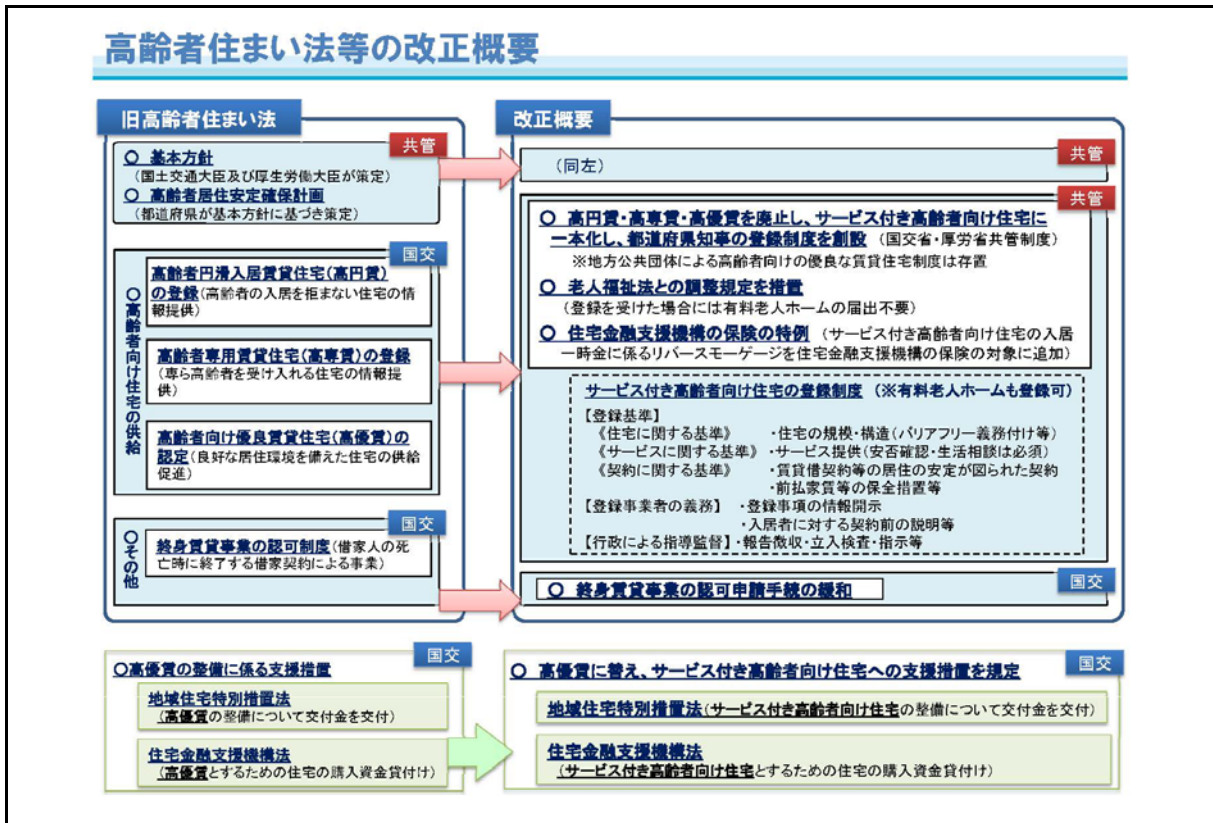 高齢者住まい法等の改正概要
旧高齢者住まい法
共管
○ 基本方針
(国土交通大臣及び厚生労働大臣が策定)
○ 高齢者居住安定確保計画
(都道府県が基本方針に基づき策定)
国交
○高齢者向け住宅の供給
高齢者円滑入居賃貸住宅(高円賃)
の登録(高齢者の入居を拒まない住宅の情
報提供)
高齢者専用賃貸住宅(高専賃)の登録
(専ら高齢者を受け入れる住宅の情報提
供)
高齢者向け優良賃貸住宅(高優賃)の
認定(良好な居住環境を備えた住宅の供給
促進)
国交
○その他
終身賃貸事業の認可制度(借家人の死
亡時に終了する借家契約による事業)
改正概要
共管
(同左)
共管
○ 高円賃・高専賃・高優賃を廃止し、サービス付き高齢者向け住宅に
一本化し、都道府県知事の登録制度を創設 (国交省・厚労省共管制度)
※地方公共団体による高齢者向けの優良な賃貸住宅制度は存置
○ 老人福祉法との調整規定を措置
(登録を受けた場合には有料老人ホームの届出不要)
○ 住宅金融支援機構の保険の特例 (サービス付き高齢者向け住宅の入居
一時金に係るリバースモーゲージを住宅金融支援機構の保険の対象に追加)
サービス付き高齢者向け住宅の登録制度 (※有料老人ホームも登録可)
【登録基準】
《住宅に関する基準》 ・住宅の規模・構造(バリアフリー義務付け等)
《サービスに関する基準》 ・サービス提供(安否確認・生活相談は必須)
《契約に関する基準》 ・賃貸借契約等の居住の安定が図られた契約
・前払家賃等の保全措置等
【登録事業者の義務】 ・登録事項の情報開示
・入居者に対する契約前の説明等
【行政による指導監督】・報告徴収・立入検査・指示等
国交
○ 終身賃貸事業の認可申請手続の緩和
国交
○高優賃の整備に係る支援措置
地域住宅特別措置法
(高優賃の整備について交付金を交付)
住宅金融支援機構法
(高優賃とするための住宅の購入資金貸付け)
国交
○ 高優賃に替え、サービス付き高齢者向け住宅への支援措置を規定
地域住宅特別措置法(サービス付き高齢者向け住宅の整備について交付金を交付)
住宅金融支援機構法
(サービス付き高齢者向け住宅とするための住宅の購入資金貸付け)